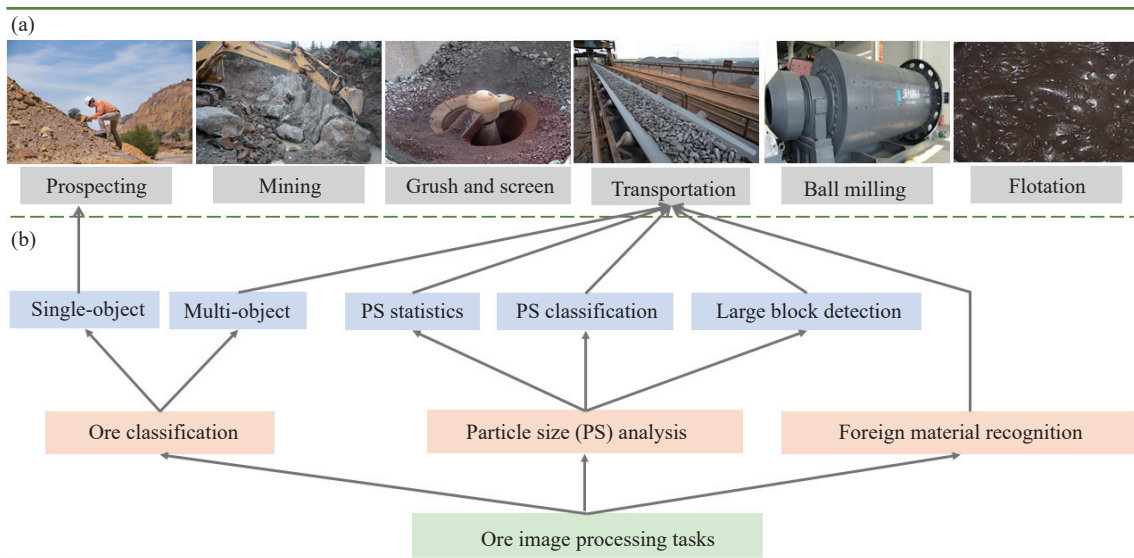 (a)
Prospecting
Mining
Grush and screen
Transportation
Ball milling
Flotation
(b)
Single-object
Multi-object
PS statistics
PS classification
Large block detection
Ore classification
Particle size (PS) analysis
Foreign material recognition
Ore image processing tasks